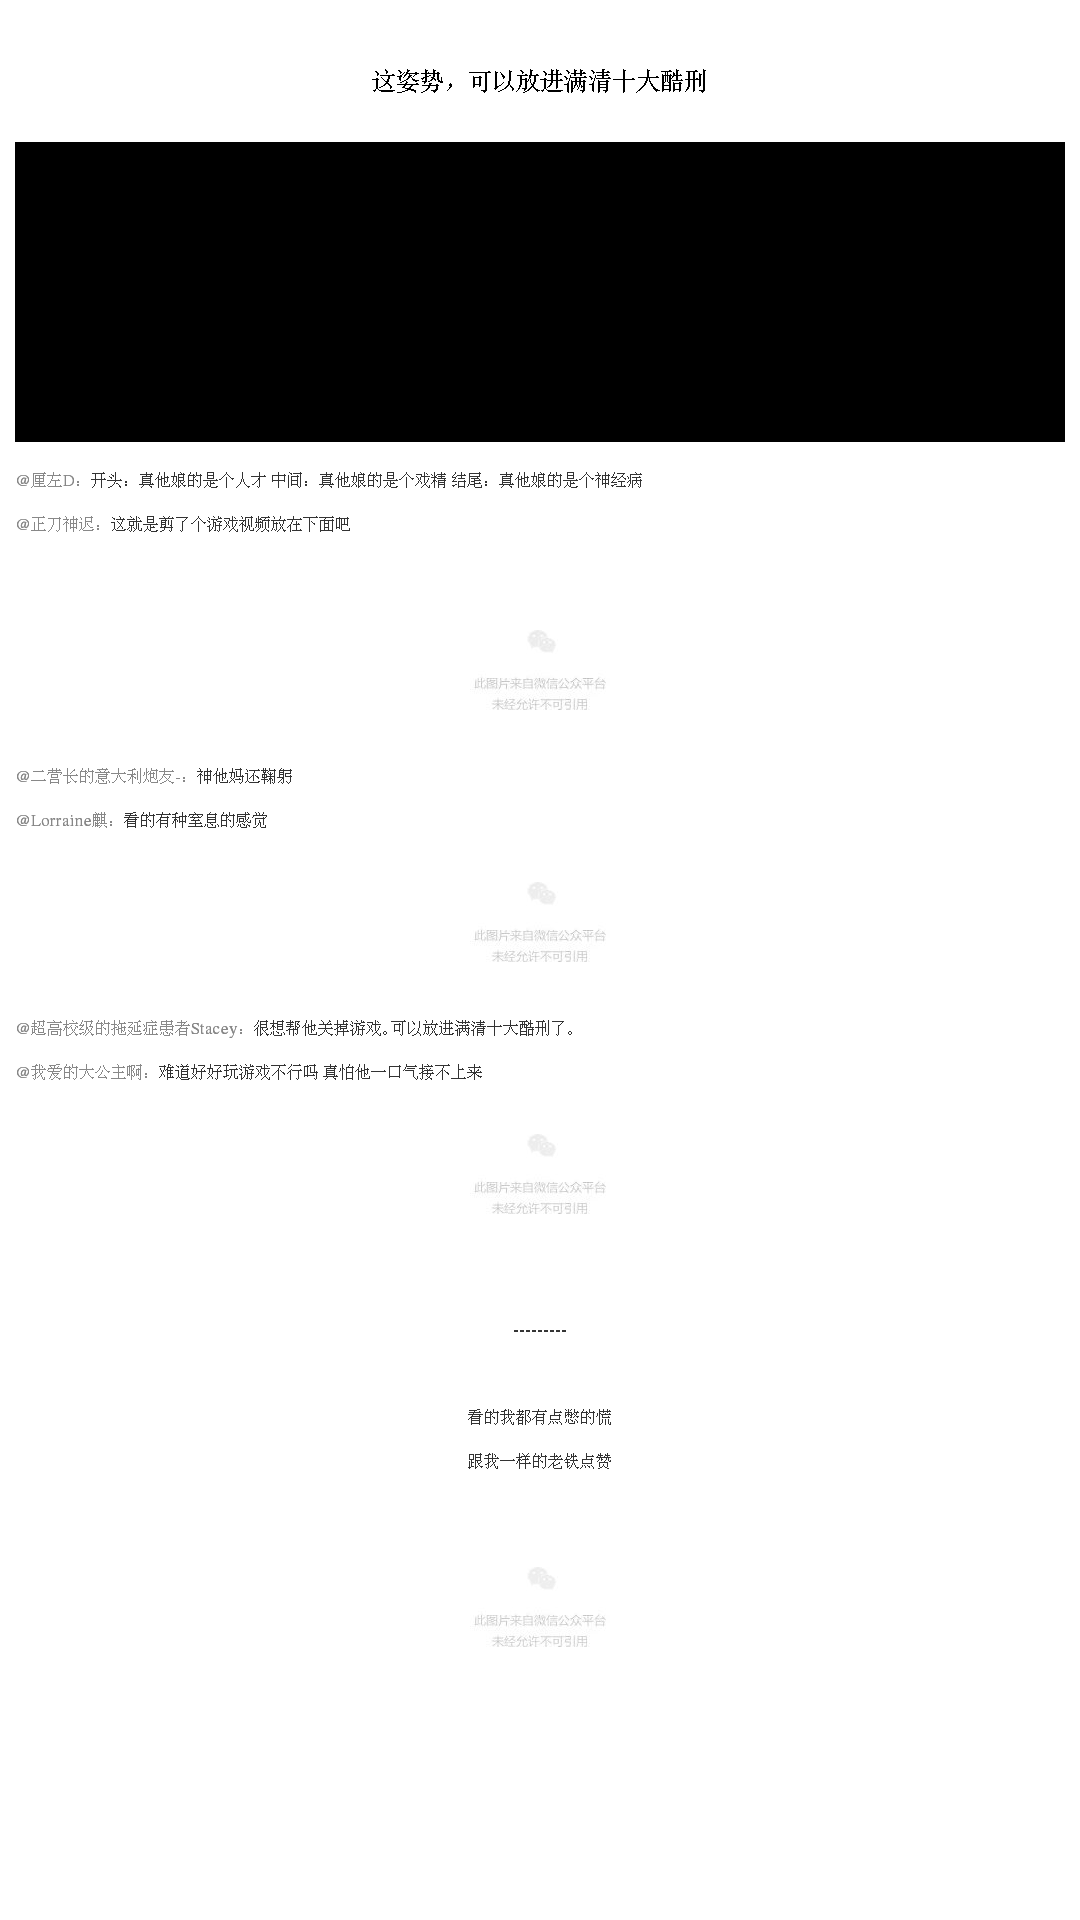 这姿势，可以放进满清十大酷刑
@厘左D：开头：真他娘的是个人才 中间：真他娘的是个戏精 结尾：真他娘的是个神经病
@正刀神迟：这就是剪了个游戏视频放在下面吧
此图片来自微信公众平台
未经允许不可引用
@二营长的意大利炮友-：神他妈还鞠躬
@Lorraine麒：看的有种窒息的感觉
此图片来自微信公众平台
未经允许不可引用
@超高校级的拖延症患者Stacey：很想帮他关掉游戏。可以放进满清十大酷刑了。
@我爱的大公主啊：难道好好玩游戏不行吗 真怕他一口气接不上来
此图片来自微信公众平台
未经允许不可引用
---------
看的我都有点憋的慌
跟我一样的老铁点赞
此图片来自微信公众平台
未经允许不可引用